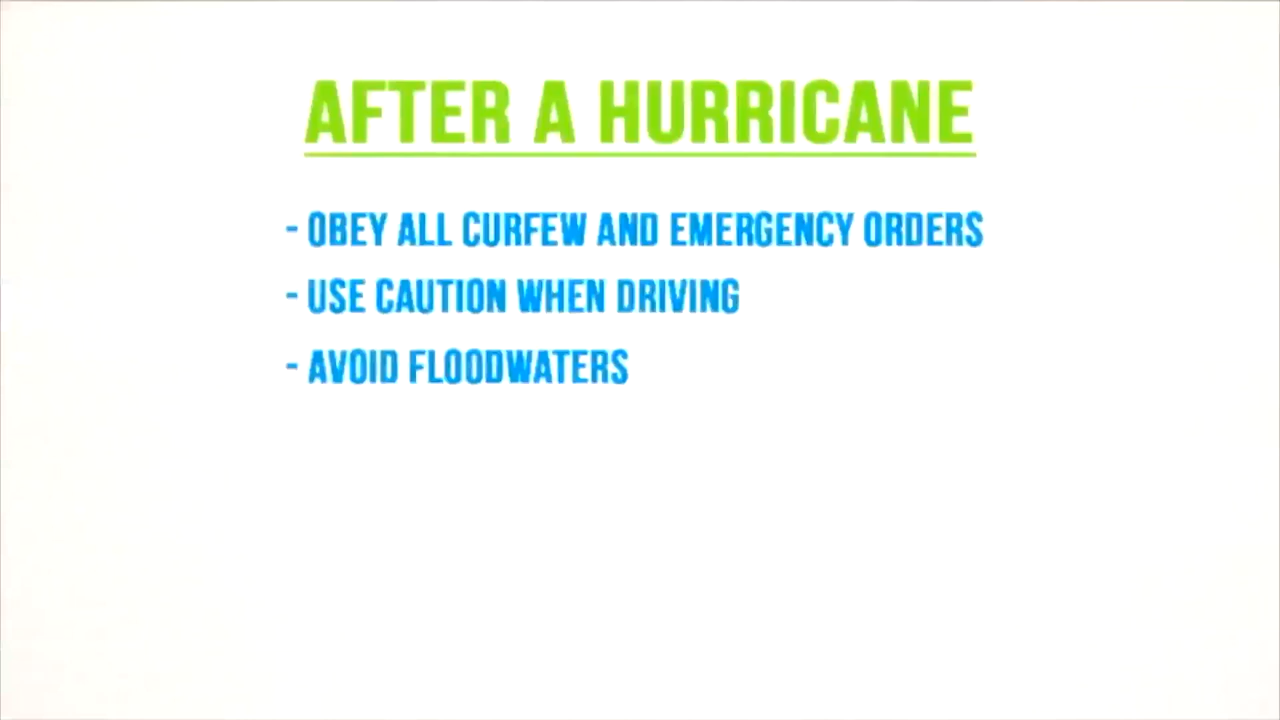 AFTER A HURRICANE
- OBEY ALL CURFEW AND EMERGENCY ORDERS
- USE CAUTION WHEN DRIVING
- AVOID FLOODWATERS